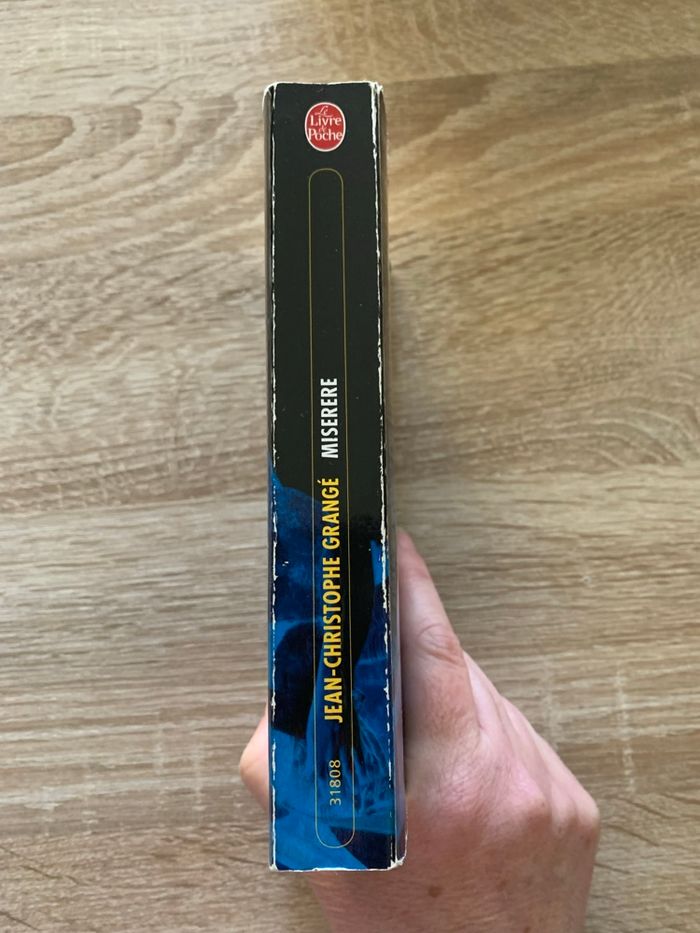 Le
Livre
de
Poche
31808 JEAN-CHRISTOPHE GRANGÉ MISERERE